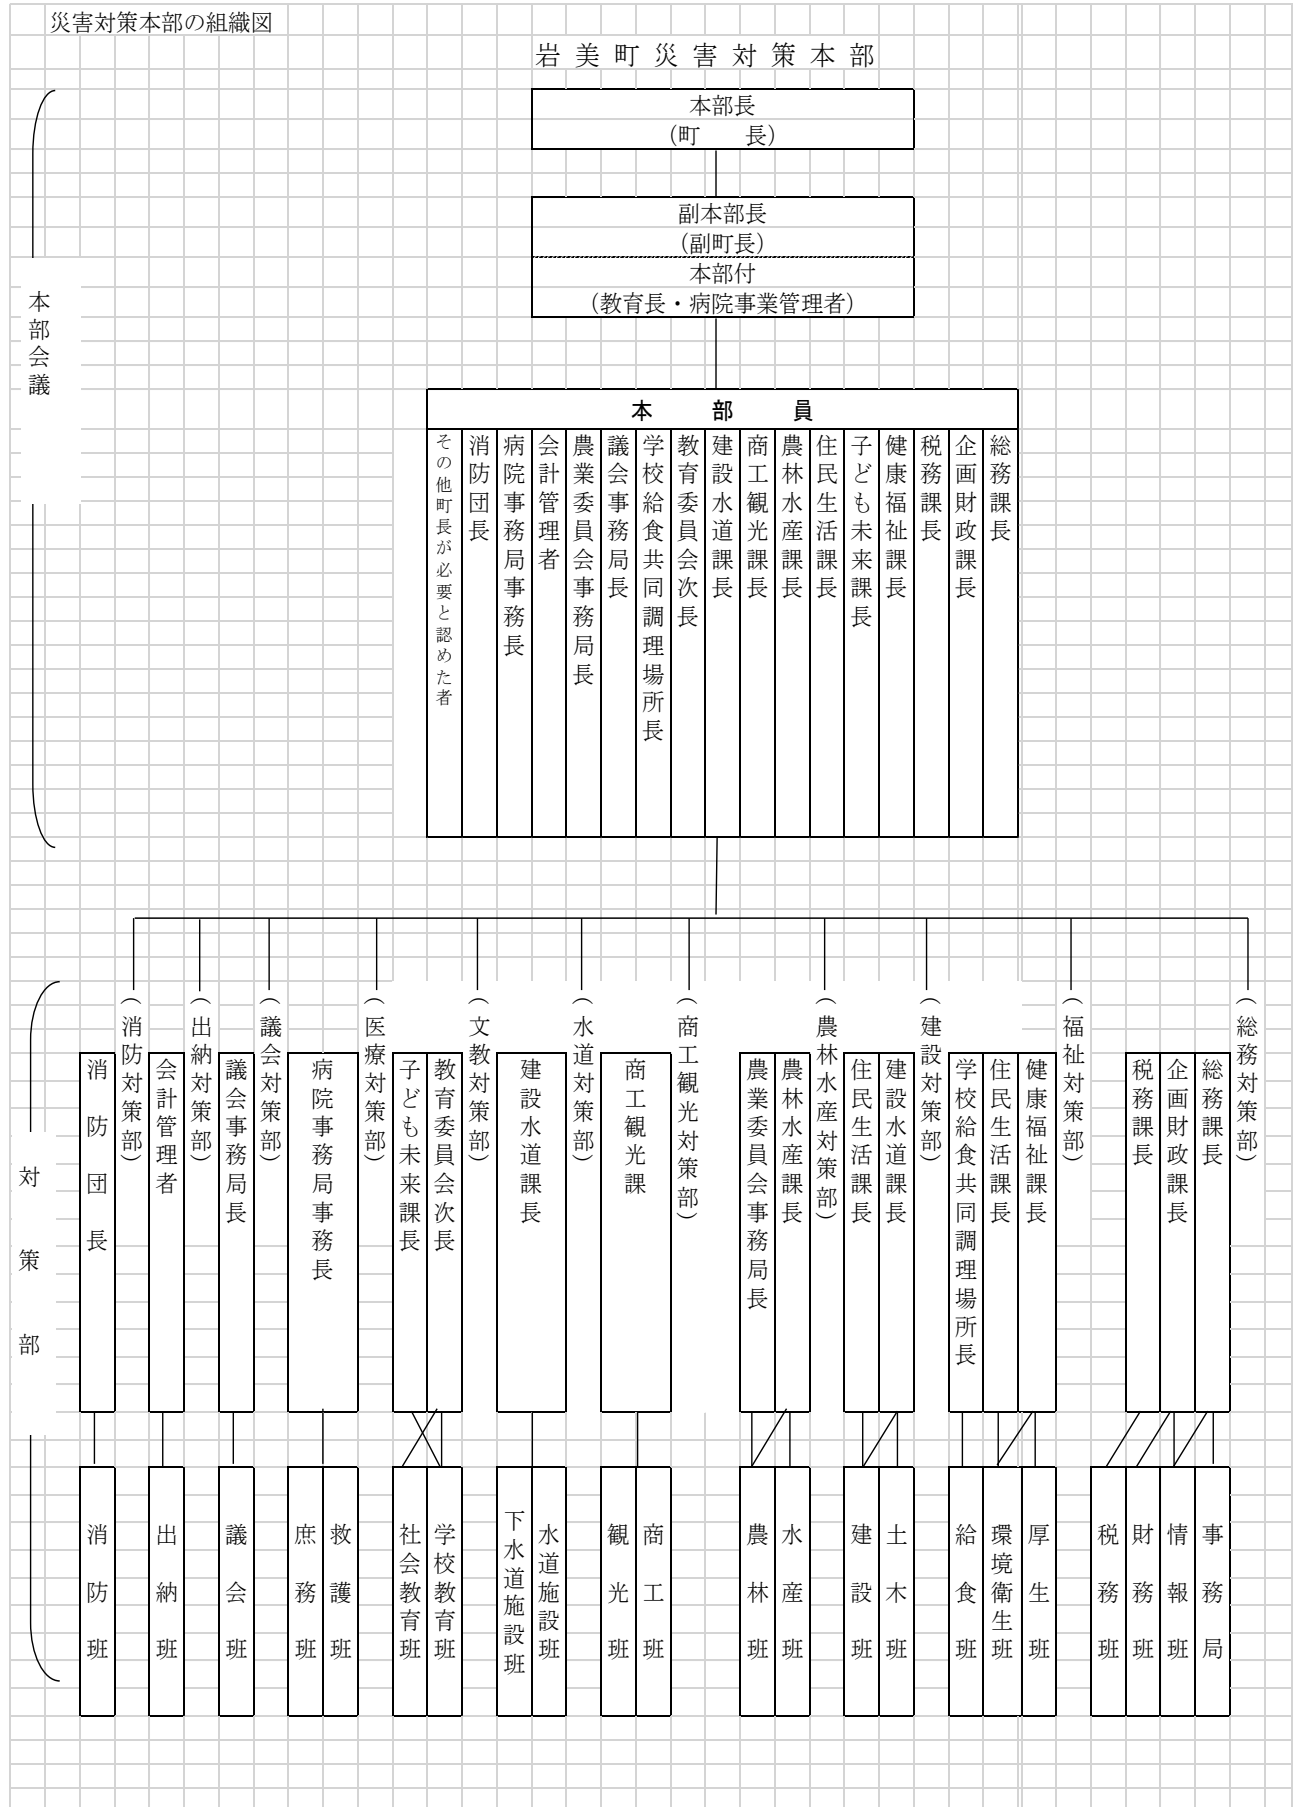 災害対策本部の組織図
岩美町災害対策本部
本部長
（町　　長）
副本部長
（副町長）
本部付
（教育長・病院事業管理者）
本部会議
本　部　員
総務課長
企画財政課長
税務課長
健康福祉課長
子ども未来課長
住民生活課長
農林水産課長
商工観光課長
建設水道課長
教育委員会次長
学校給食共同調理場所長
議会事務局長
農業委員会事務局長
会計管理者
病院事務局事務長
消防団長
その他町長が必要と認めた者
対策部
（総務対策部）
総務課長
企画財政課長
税務課長
（福祉対策部）
健康福祉課長
住民生活課長
学校給食共同調理場所長
（建設対策部）
建設水道課長
住民生活課長
（農林水産対策部）
農林水産課長
農業委員会事務局長
（商工観光対策部）
商工観光課
（水道対策部）
建設水道課長
（文教対策部）
教育委員会次長
子ども未来課長
（医療対策部）
病院事務局事務長
（議会対策部）
議会事務局長
（出納対策部）
会計管理者
（消防対策部）
消防団長
事務局
情報班
財務班
税務班
厚生班
環境衛生班
給食班
土木班
建設班
水産班
農林班
商工班
観光班
水道施設班
下水道施設班
学校教育班
社会教育班
救護班
庶務班
議会班
出納班
消防班